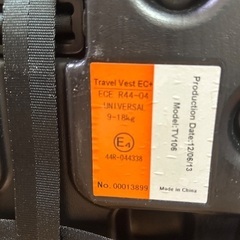 Travel Vest EC+
ECE R44-04
UNIVERSAL
9-18kg
E4
44R-044338
No. 00013899
Production Date:12/06/13
Model:TV106
Made in China